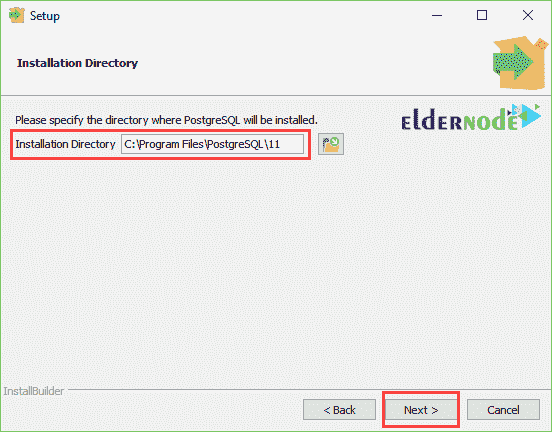 Setup
Installation Directory
Please specify the directory where PostgreSQL will be installed.
eldernode
Installation Directory C:\Program Files\PostgreSQL\11
InstallBuilder
< Back Next > Cancel